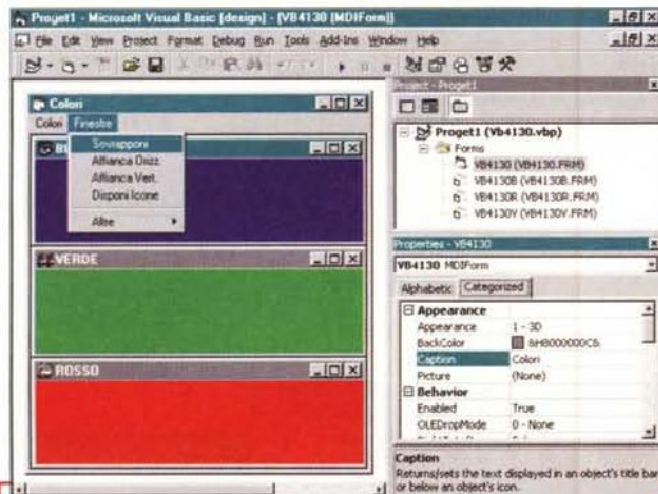 Proget1 - Microsoft Visual Basic [design] - [VB4130 (MDIForm)]
File Edit View Project Format Debug Run Tools Add-Ins Window Help
Project - Proget1
Colori
Colori Finestre
Sovrapponi
Affianca Orizz.
Affianca Vert.
Disponi Icone
Altre
VERDE
ROSSO
Proget1 (Vb4130.vbp)
Forms
VB4130 (VB4130.FRM)
VB4130B (VB4130B.FRM)
VB4130R (VB4130R.FRM)
VB4130Y (VB4130Y.FRM)
Properties - VB4130
VB4130 MDIForm
Alphabetic Categorized
Appearance
Appearance 1 - 3D
BackColor &H8000000C&
Caption Colori
Picture (None)
Behavior
Enabled True
OLEDropMode 0 - None
Caption
Returns/sets the text displayed in an object's title bar
or below an object's icon.